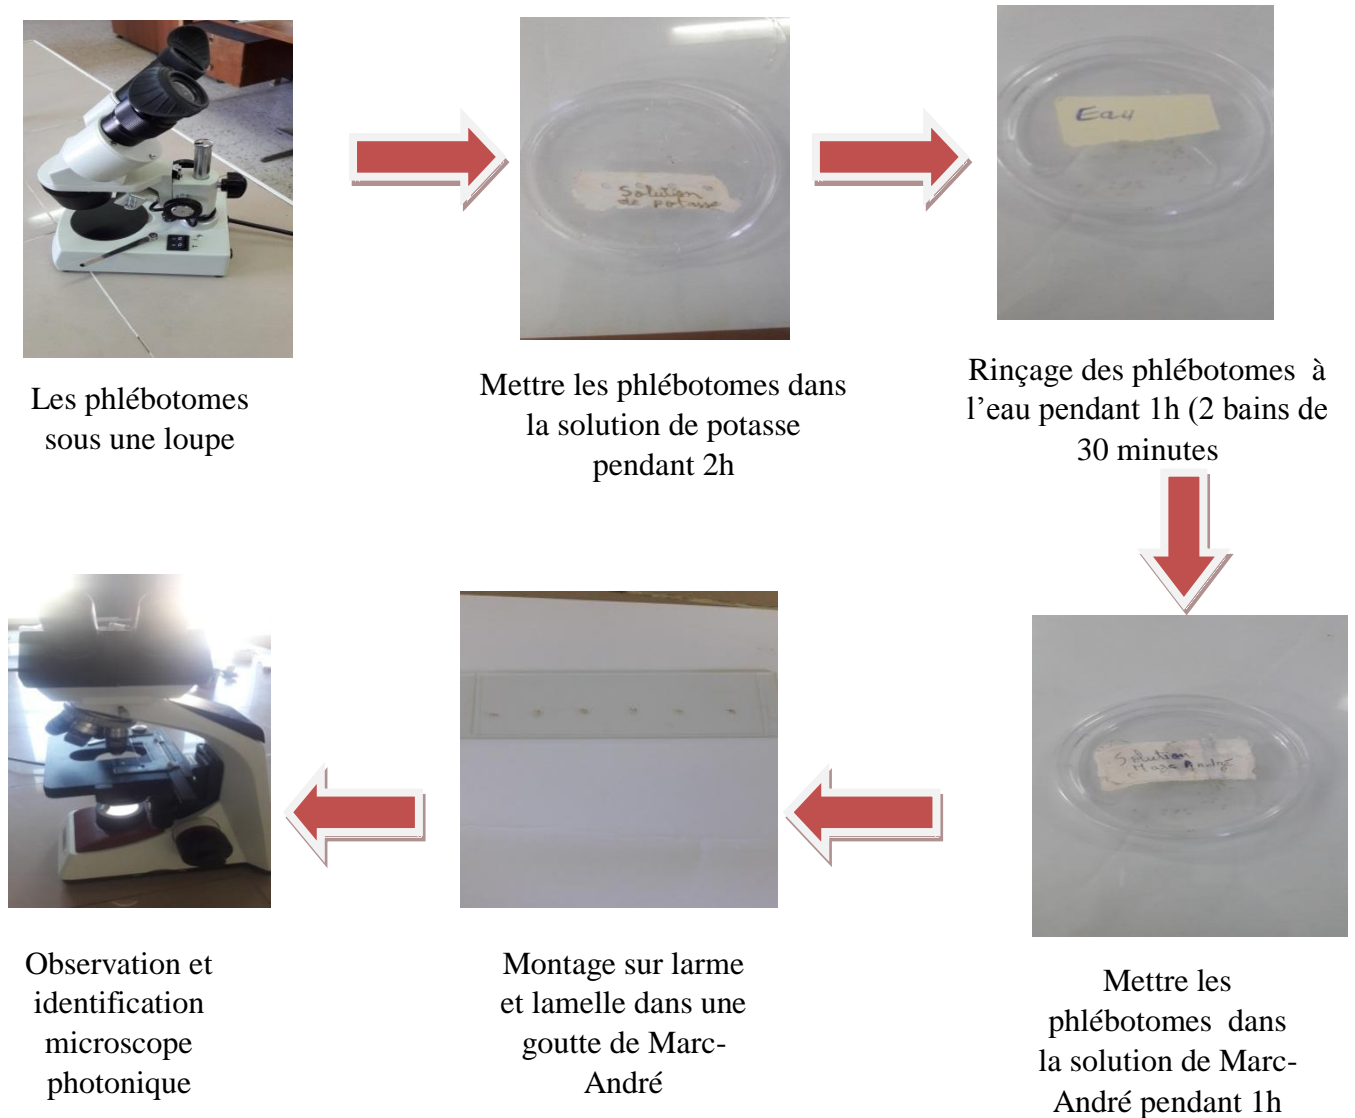 Solution
de potasse
Eau
Les phlébotomes
sous une loupe
Mettre les phlébotomes dans
la solution de potasse
pendant 2h
Rinçage des phlébotomes à
l’eau pendant 1h (2 bains de
30 minutes
Solution
Marc André
Mettre les
phlébotomes dans
la solution de Marc-
André pendant 1h
Montage sur larme
et lamelle dans une
goutte de Marc-
André
Observation et
identification
microscope
photonique